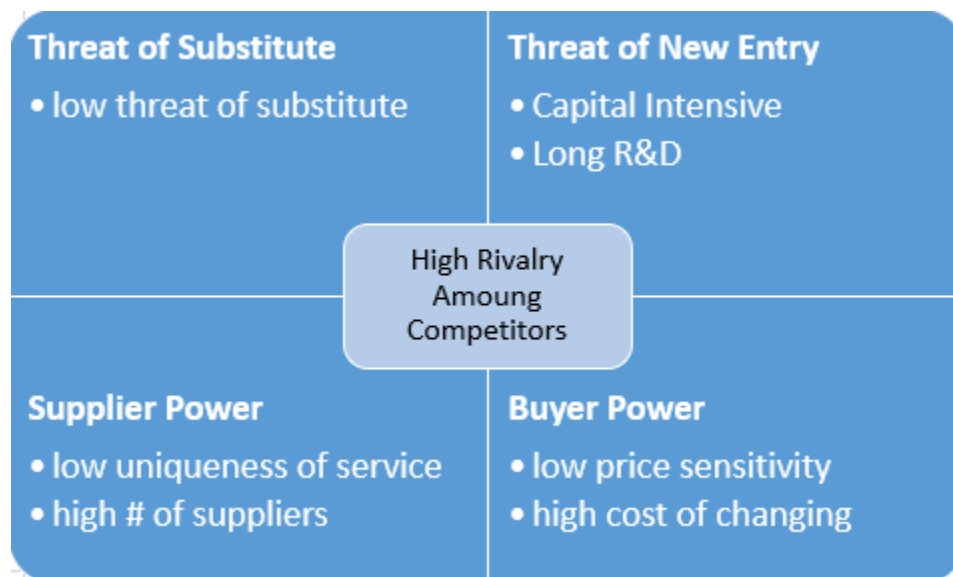 Threat of Substitute
• low threat of substitute
Threat of New Entry
• Capital Intensive
• Long R&D
High Rivalry
Amoung
Competitors
Supplier Power
• low uniqueness of service
• high # of suppliers
Buyer Power
• low price sensitivity
• high cost of changing